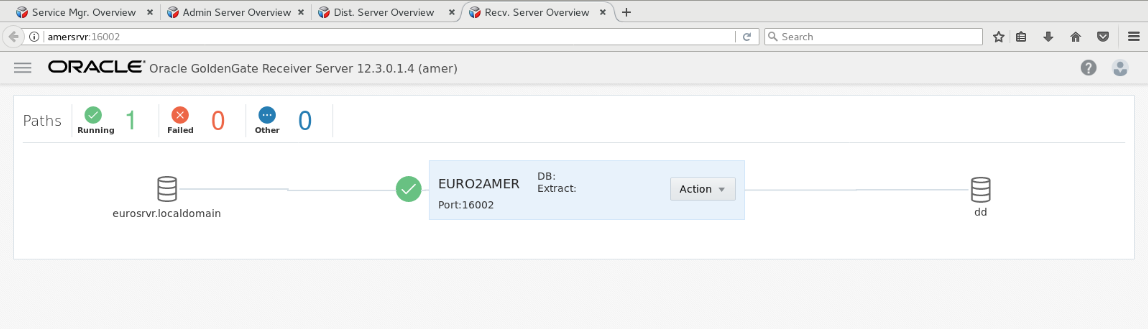 Service Mgr. Overview
Admin Server Overview
Dist. Server Overview
Recv. Server Overview
amersrvr:16002
Search
ORACLE® Oracle GoldenGate Receiver Server 12.3.0.1.4 (amer)
Paths
Running
1
Failed
0
Other
0
eurosrvr.localdomain
EURO2AMER
DB:
Extract:
Port:16002
Action
dd